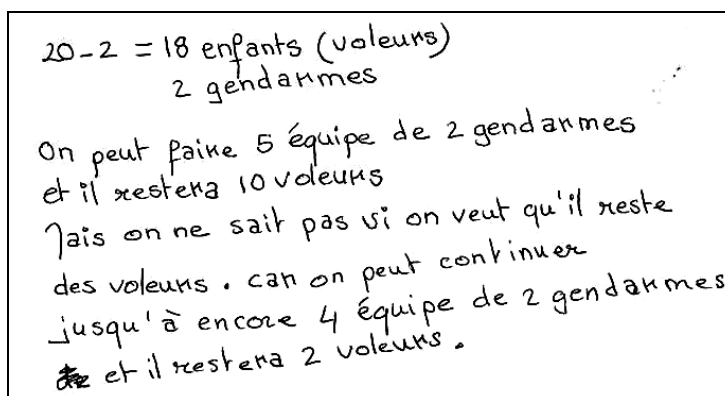 20-2 = 18 enfants (voleurs)
2 gendarmes
On peut faire 5 équipe de 2 gendarmes
et il restera 10 voleurs
Mais on ne sait pas si on veut qu'il reste
des voleurs. car on peut continuer
jusqu'à encore 4 équipe de 2 gendarmes
et il restera 2 voleurs.